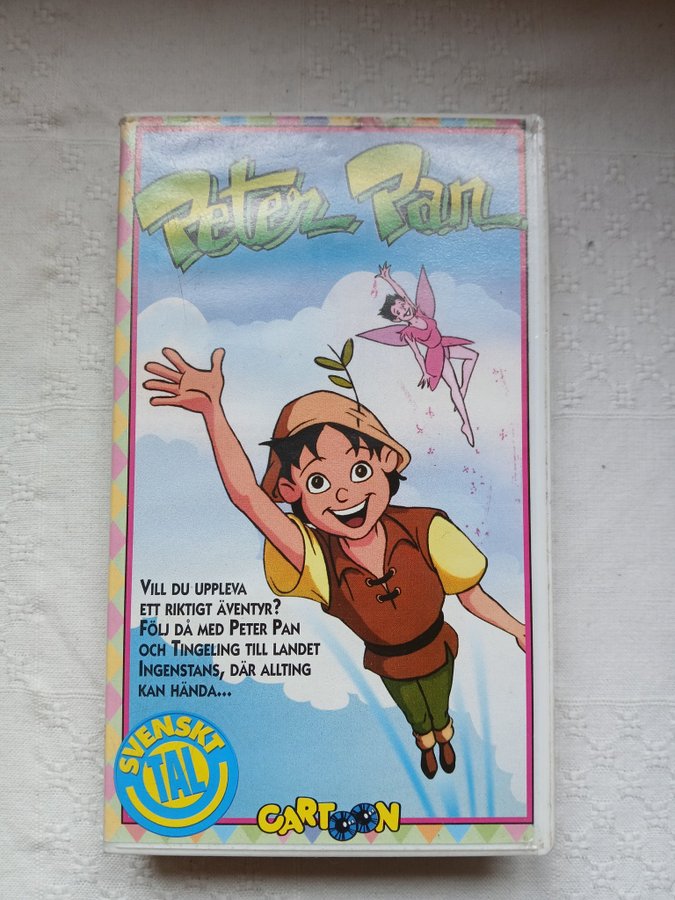 Peter Pan
VILL DU UPPLEVA
ETT RIKTIGT ÄVENTYR?
FÖLJ DÅ MED PETER PAN
OCH TINGELING TILL LANDET
INGENSTANS, DÄR ALLTING
KAN HÄNDA...
SVENSKT
TAL
CARTOON